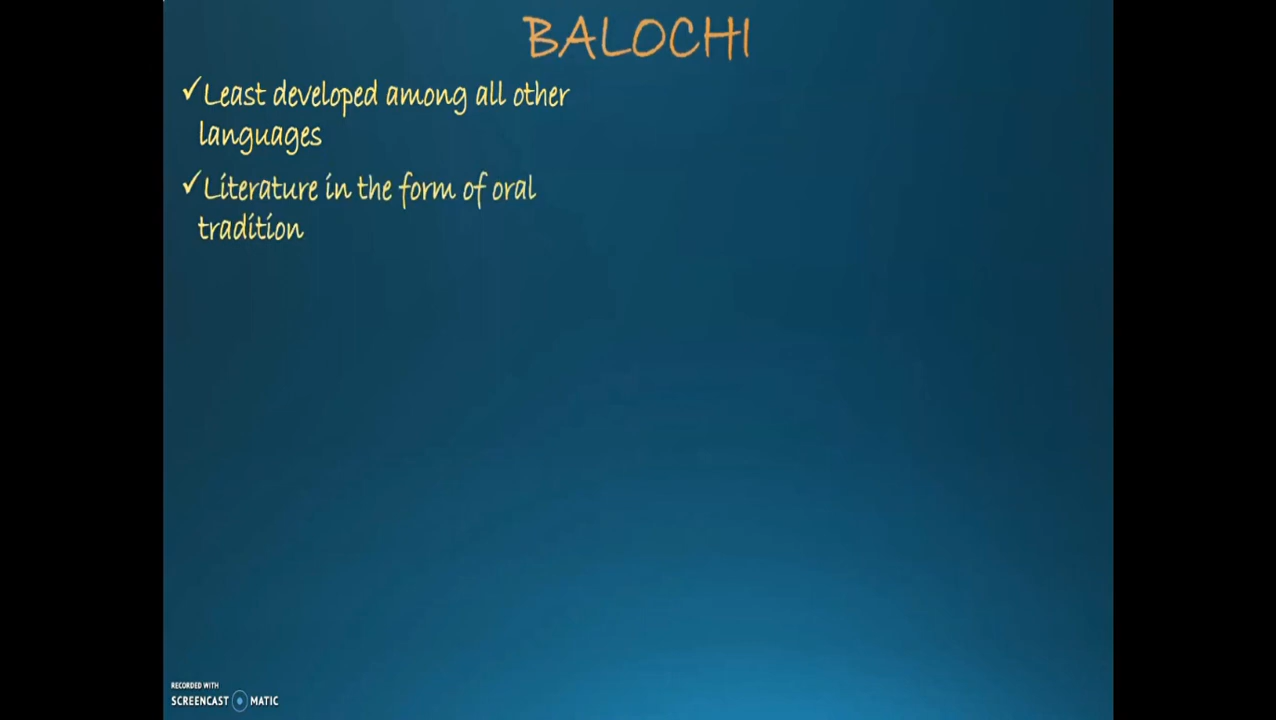 BALOCHI
✓Least developed among all other
languages
✓Literature in the form of oral
tradition
RECORDED WITH
SCREENCAST MATIC